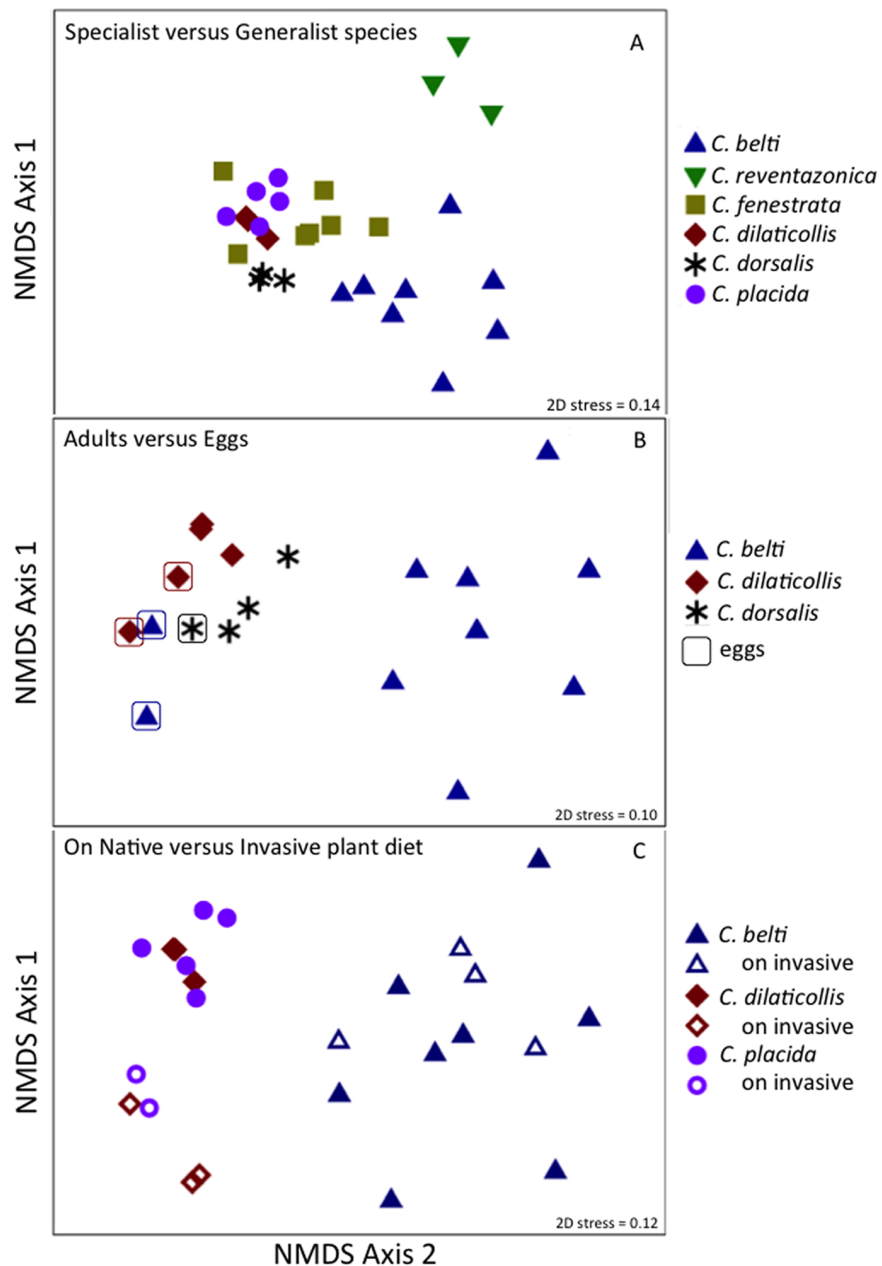 Specialist versus Generalist species
A
NMDS Axis 1
C. belti
C. reventazonica
C. fenestrata
C. dilaticollis
C. dorsalis
C. placida
2D stress = 0.14
Adults versus Eggs
B
NMDS Axis 1
C. belti
C. dilaticollis
C. dorsalis
eggs
2D stress = 0.10
On Native versus Invasive plant diet
C
NMDS Axis 1
C. belti
on invasive
C. dilaticollis
on invasive
C. placida
on invasive
2D stress = 0.12
NMDS Axis 2